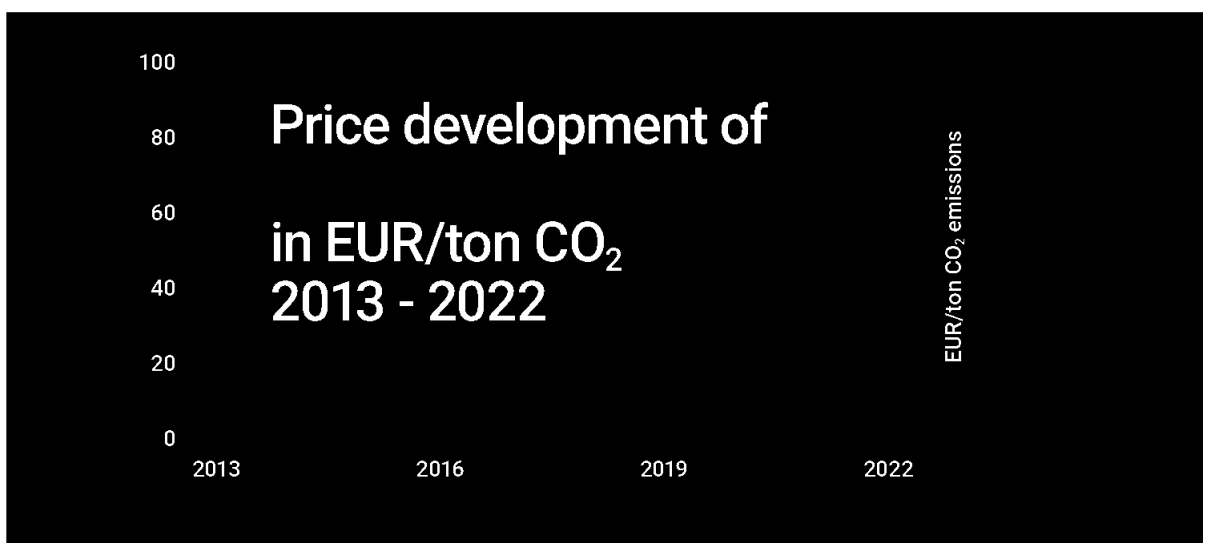 100
Price development of
80
60
in EUR/ton CO₂
40
2013 - 2022
20
0
2013 2016 2019 2022
EUR/ton CO₂ emissions